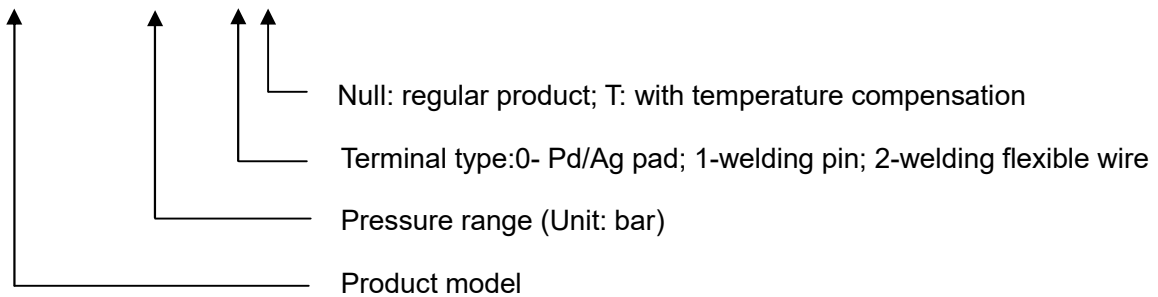 Null: regular product; T: with temperature compensation
Terminal type:0- Pd/Ag pad; 1-welding pin; 2-welding flexible wire
Pressure range (Unit: bar)
Product model